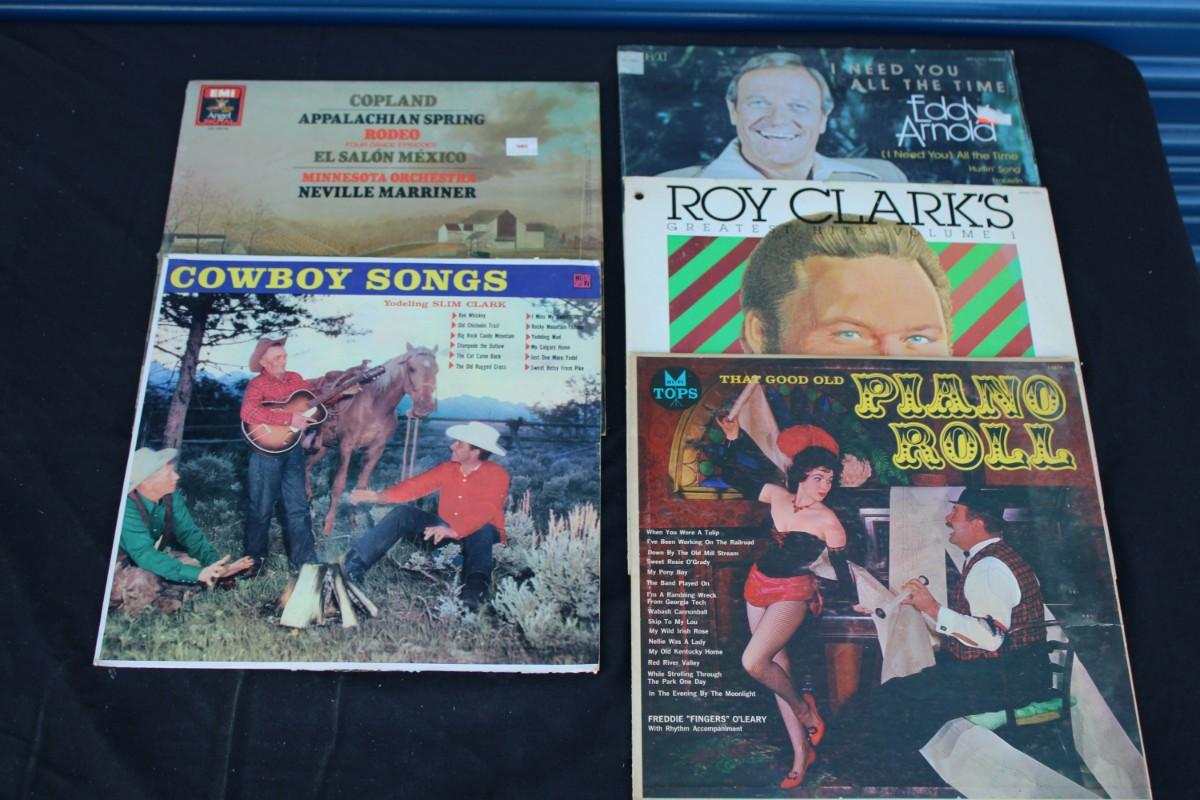 EMI
Angel
COPLAND
APPALACHIAN SPRING
RODEO
FOUR DANCE EPISODES
EL SALÓN MÉXICO
MINNESOTA ORCHESTRA
NEVILLE MARRINER
COWBOY SONGS
Yodeling SLIM CLARK
Rye Whiskey
Old Chisholm Trail
Big Rock Candy Mountain
Stampede the Outlaw
The Cat Came Back
The Old Rugged Cross
I Miss My
Rocky Mountain
Yodeling Mad
My Calgary Home
Just One More Yodel
Sweet Betsy From Pike
I NEED YOU
ALL THE TIME
Eddy
Arnold
(I Need You) All the Time
Song
ROY CLARK'S
GREATEST HITS VOLUME 1
HI-FI
TOPS
THAT GOOD OLD
PIANO
ROLL
When You Wore A Tulip
I've Been Working On The Railroad
Down By The Old Mill Stream
Sweet Rosie O'Grady
My Pony Boy
The Band Played On
I'm A Rambling Wreck
From Georgia Tech
Wabash Cannonball
Skip To My Lou
My Wild Irish Rose
Nellie Was A Lady
My Old Kentucky Home
Red River Valley
While Strolling Through
The Park One Day
In The Evening By The Moonlight
FREDDIE "FINGERS" O'LEARY
With Rhythm Accompaniment